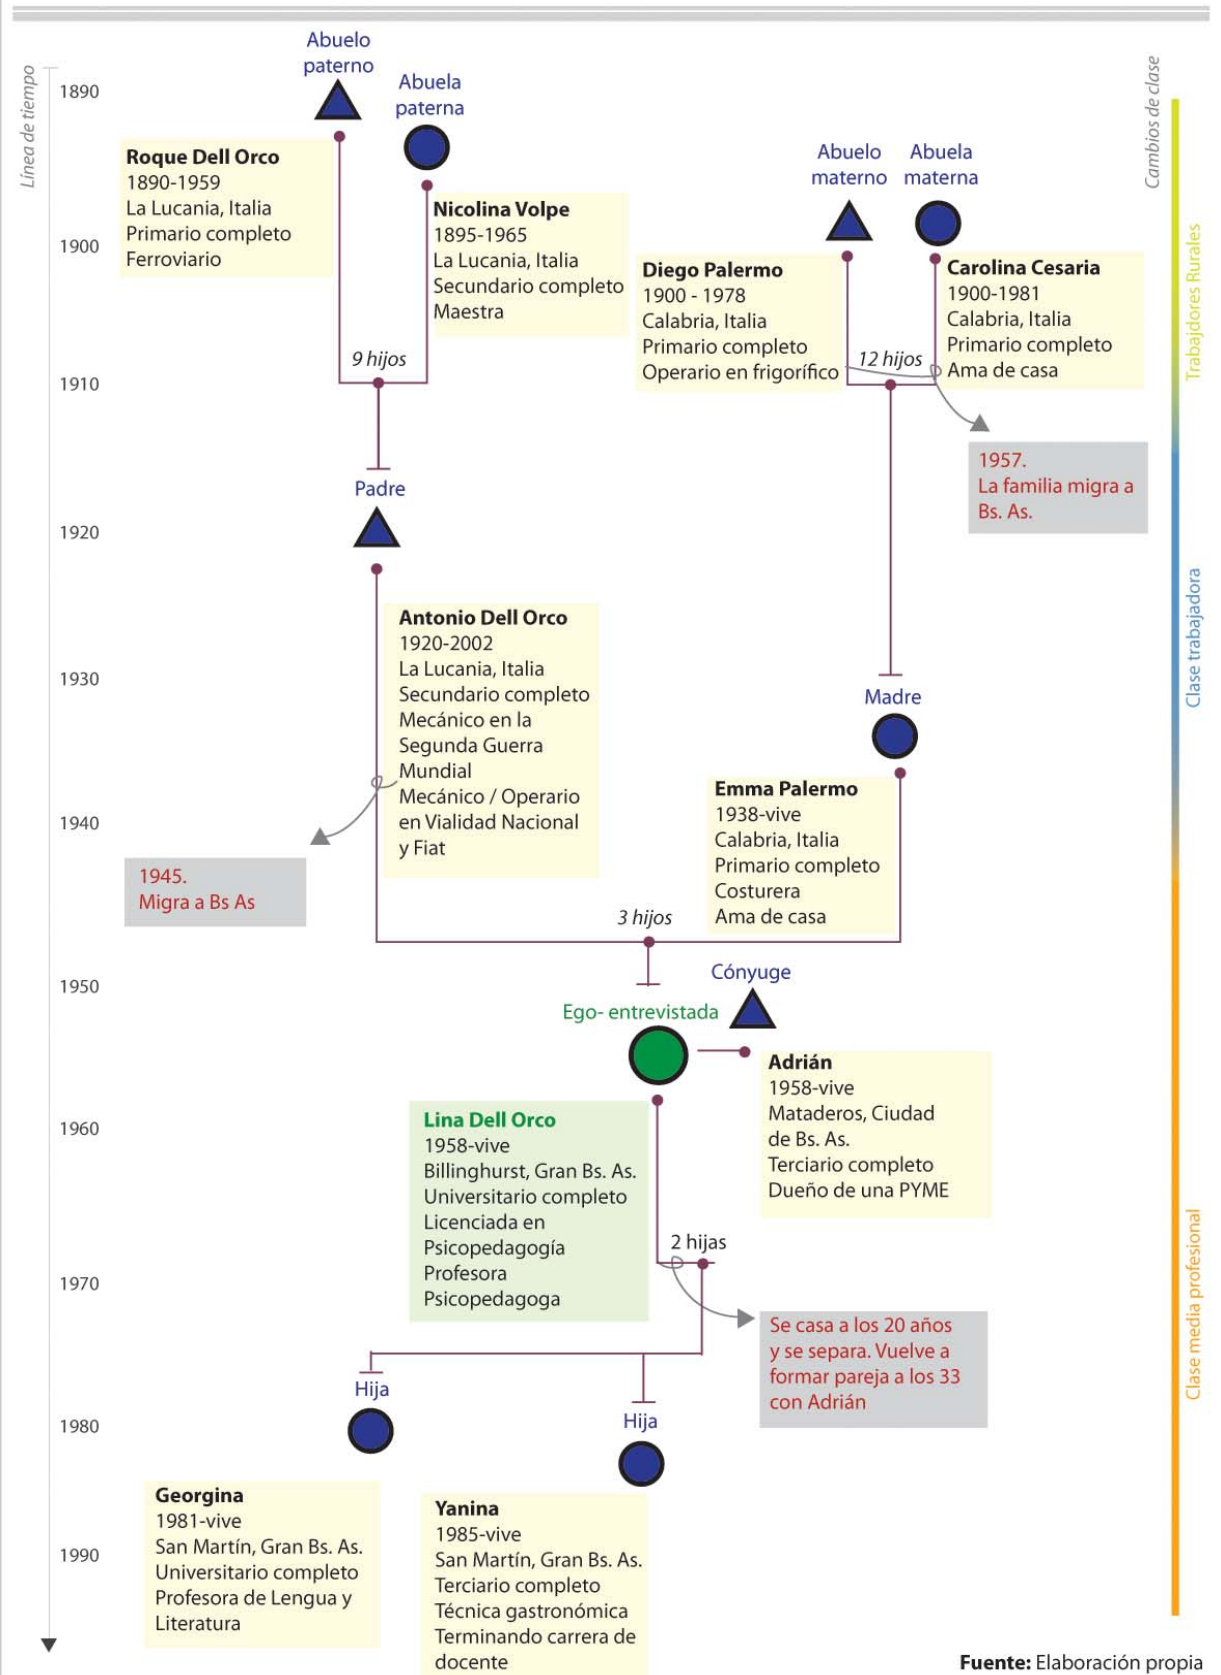 Línea de tiempo
1890
1900
1910
1920
1930
1940
1950
1960
1970
1980
1990
Abuelo
paterno
Abuela
paterna
Roque Dell Orco
1890-1959
La Lucania, Italia
Primario completo
Ferroviario
Nicolina Volpe
1895-1965
La Lucania, Italia
Secundario completo
Maestra
9 hijos
Abuelo
materno
Abuela
materna
Diego Palermo
1900 - 1978
Calabria, Italia
Primario completo
Operario en frigorífico
Carolina Cesaria
1900-1981
Calabria, Italia
Primario completo
Ama de casa
12 hijos
1957.
La familia migra a
Bs. As.
Padre
Antonio Dell Orco
1920-2002
La Lucania, Italia
Secundario completo
Mecánico en la
Segunda Guerra
Mundial
Mecánico / Operario
en Vialidad Nacional
y Fiat
1945.
Migra a Bs As
Madre
Emma Palermo
1938-vive
Calabria, Italia
Primario completo
Costurera
Ama de casa
3 hijos
Ego- entrevistada
Cónyuge
Lina Dell Orco
1958-vive
Billinghurst, Gran Bs. As.
Universitario completo
Licenciada en
Psicopedagogía
Profesora
Psicopedagoga
Adrián
1958-vive
Mataderos, Ciudad
de Bs. As.
Terciario completo
Dueño de una PYME
2 hijas
Se casa a los 20 años
y se separa. Vuelve a
formar pareja a los 33
con Adrián
Hija
Georgina
1981-vive
San Martín, Gran Bs. As.
Universitario completo
Profesora de Lengua y
Literatura
Hija
Yanina
1985-vive
San Martín, Gran Bs. As.
Terciario completo
Técnica gastronómica
Terminando carrera de
docente
Cambios de clase
Trabajdores Rurales
Clase trabajadora
Clase media profesional
Fuente: Elaboración propia